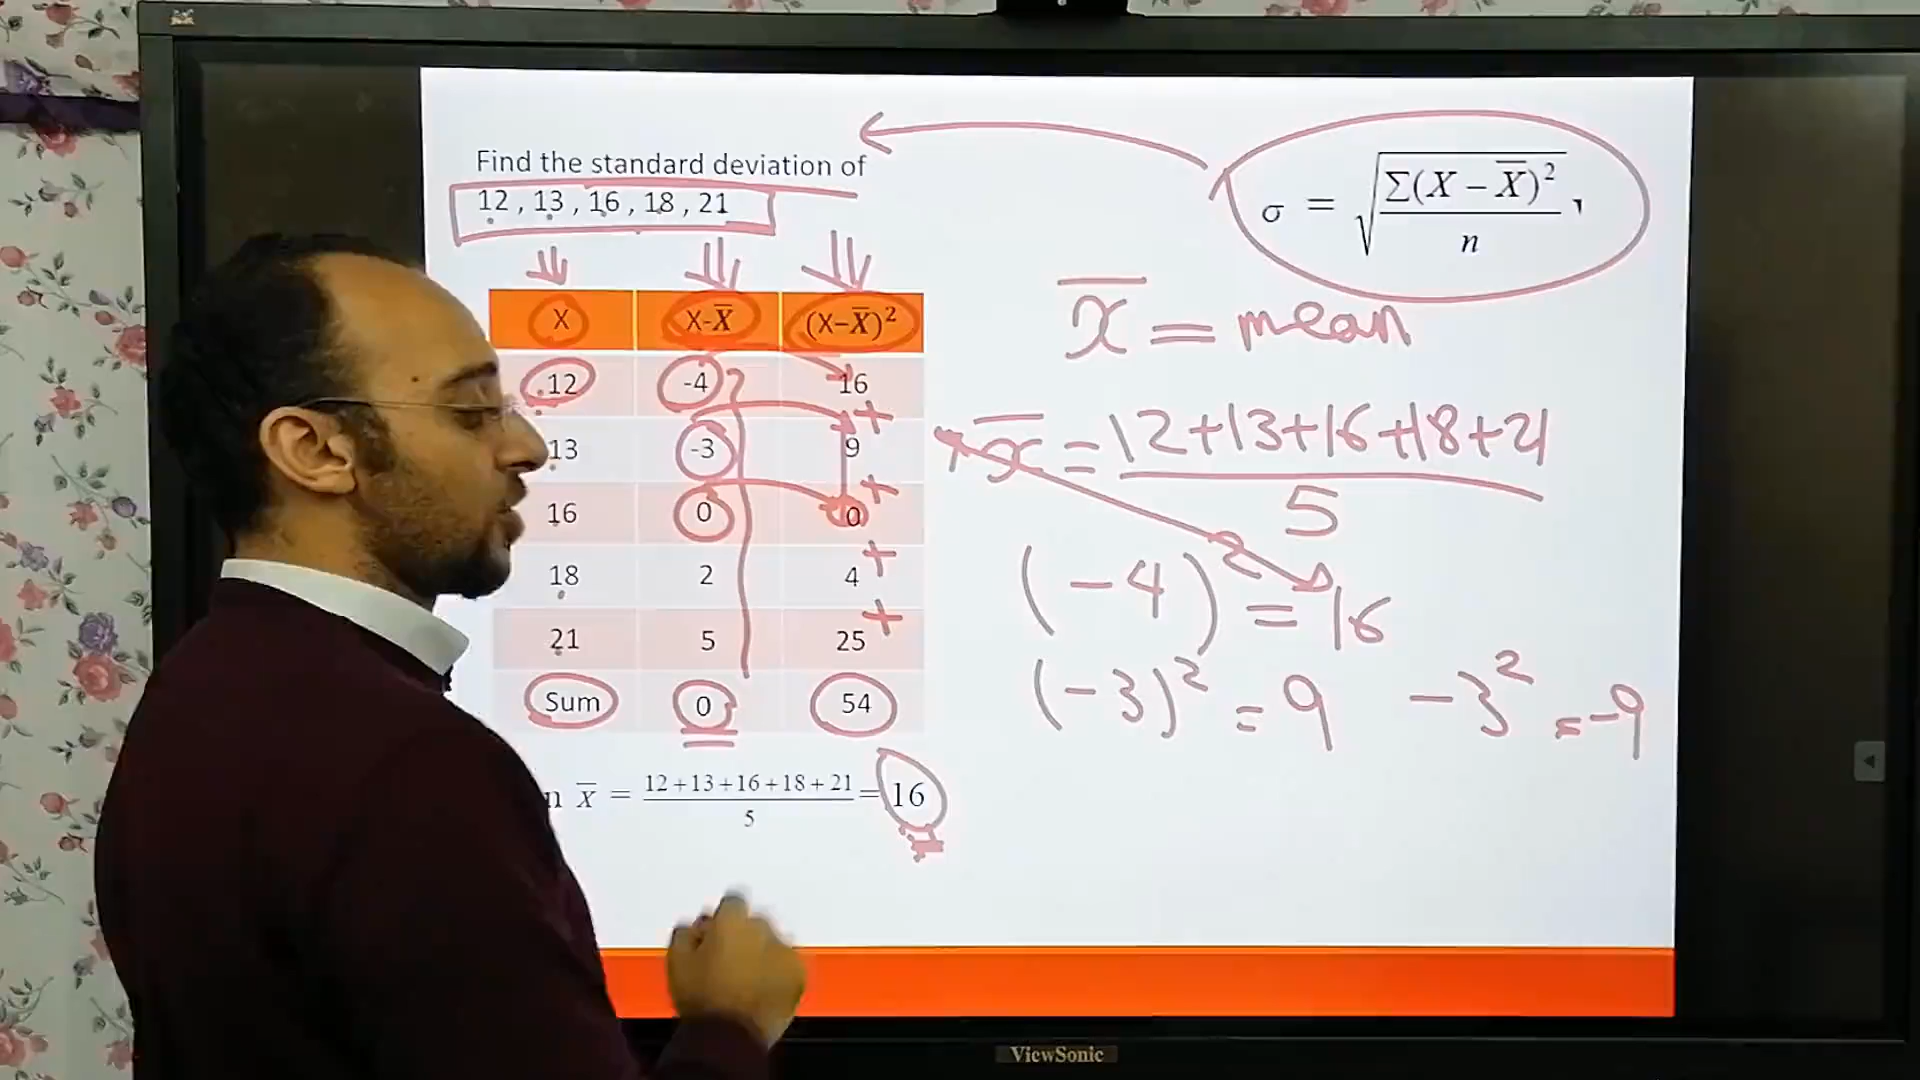 Find the standard deviation of
12 , 13 , 16 , 18 , 21
σ = √(Σ(X – X̄)² / n) ,
X X-X̄ (X–X̄)²
12 -4 16
13 -3 9
16 0 0
18 2 4
21 5 25
Sum 0 54
n X̄ = (12+13+16+18+21)/5 = 16
x̄ = mean
x̄ = (12+13+16+18+21)/5
(-4)² = 16
(-3)² = 9 -3² = -9
+
+
+
+
ViewSonic